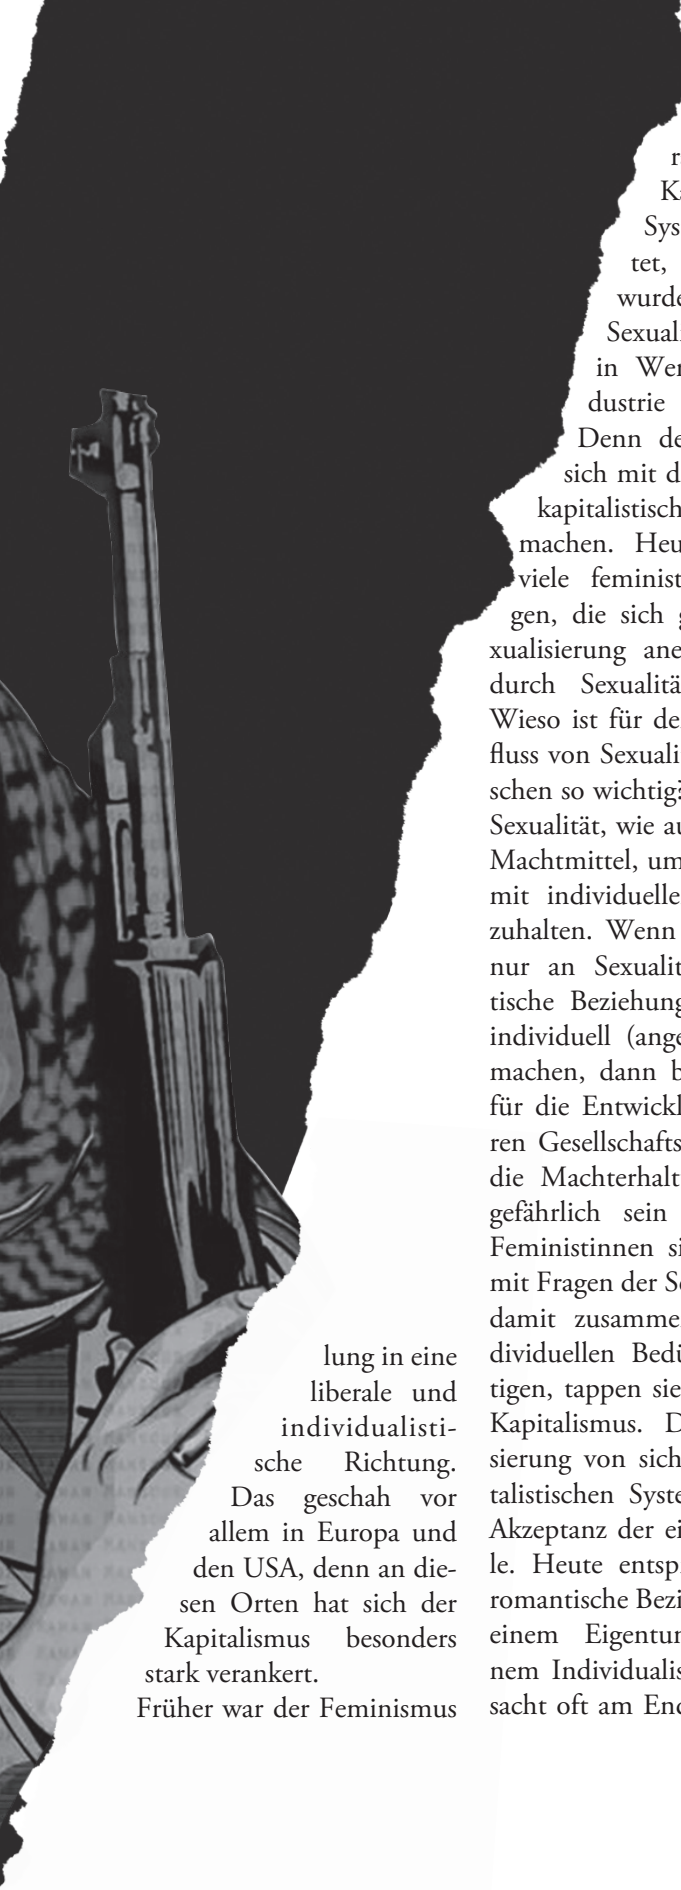 lung in eine
liberale und
individualisti-
sche Richtung.
Das geschah vor
allem in Europa und
den USA, denn an die-
sen Orten hat sich der
Kapitalismus besonders
stark verankert.
Früher war der Feminismus
r
K
Sys
tet,
wurde
Sexuali
in Wer
dustrie
Denn de
sich mit d
kapitalistisch
machen. Heu
viele feminist
gen, die sich g
xualisierung ane
durch Sexualitä
Wieso ist für de
fluss von Sexuali
schen so wichtig?
Sexualität, wie au
Machtmittel, um
mit individuelle
zuhalten. Wenn
nur an Sexualit
tische Beziehung
individuell (ange
machen, dann b
für die Entwickl
ren Gesellschafts
die Machterhalt
gefährlich sein
Feministinnen si
mit Fragen der Se
damit zusamme
dividuellen Bedü
tigen, tappen sie
Kapitalismus. D
sierung von sich
talistischen Syste
Akzeptanz der ei
le. Heute entsp
romantische Bezi
einem Eigentu
nem Individualis
sacht oft am End